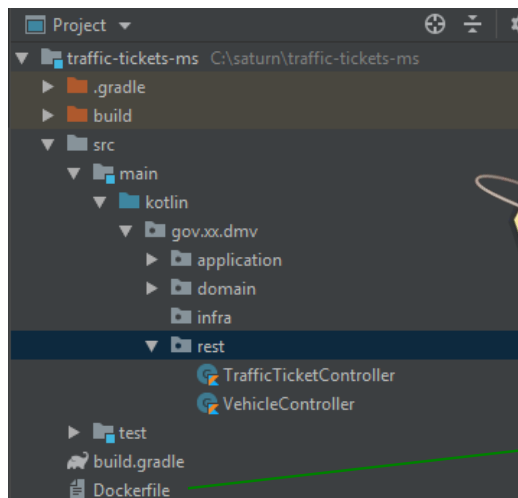 Project
traffic-tickets-ms C:\saturn\traffic-tickets-ms
.gradle
build
src
main
kotlin
gov.xx.dmv
application
domain
infra
rest
TrafficTicketController
VehicleController
test
build.gradle
Dockerfile